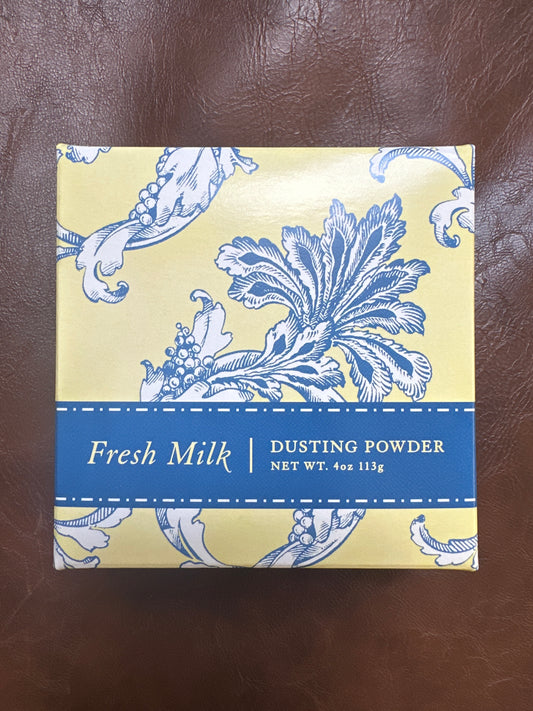 Fresh Milk
DUSTING POWDER
NET WT. 4oz 113g